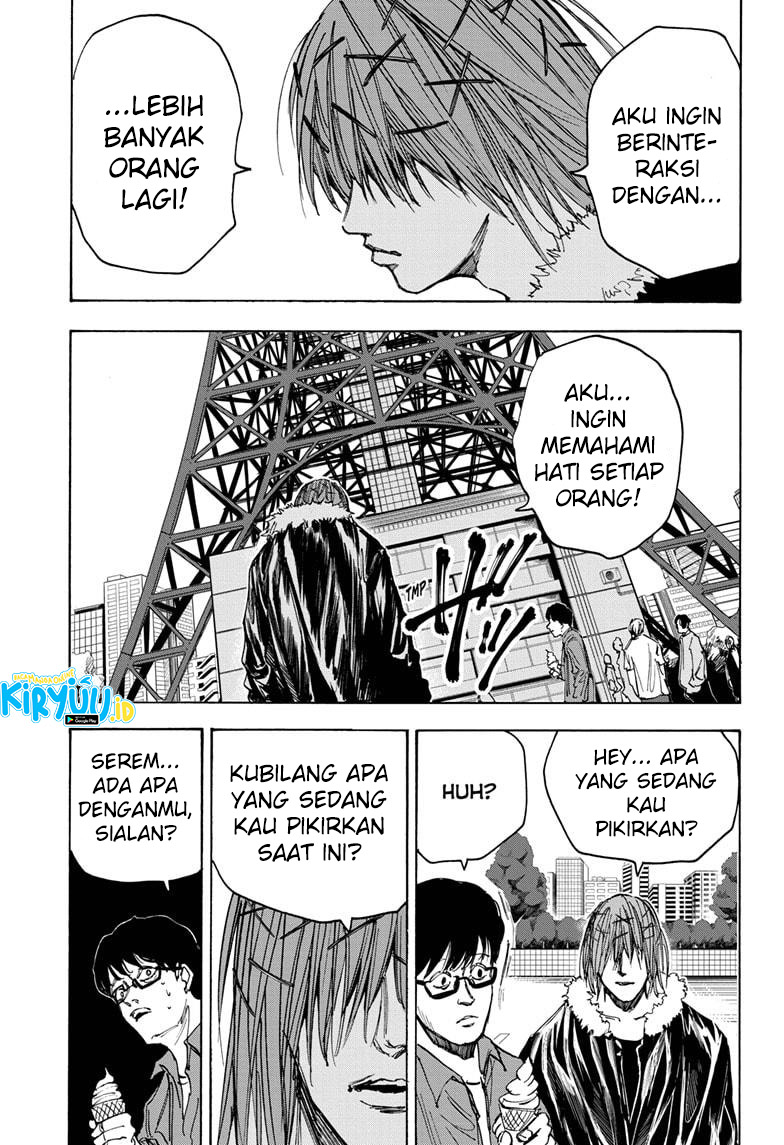 AKU INGIN
BERINTE-
RAKSI
DENGAN...
...LEBIH
BANYAK
ORANG
LAGI!
AKU...
INGIN
MEMAHAMI
HATI SETIAP
ORANG!
TMP
KIRYUU.id
Google Play
HEY... APA
YANG SEDANG
KAU
PIKIRKAN?
HUH?
KUBILANG APA
YANG SEDANG
KAU PIKIRKAN
SAAT INI?
SEREM...
ADA APA
DENGANMU,
SIALAN?